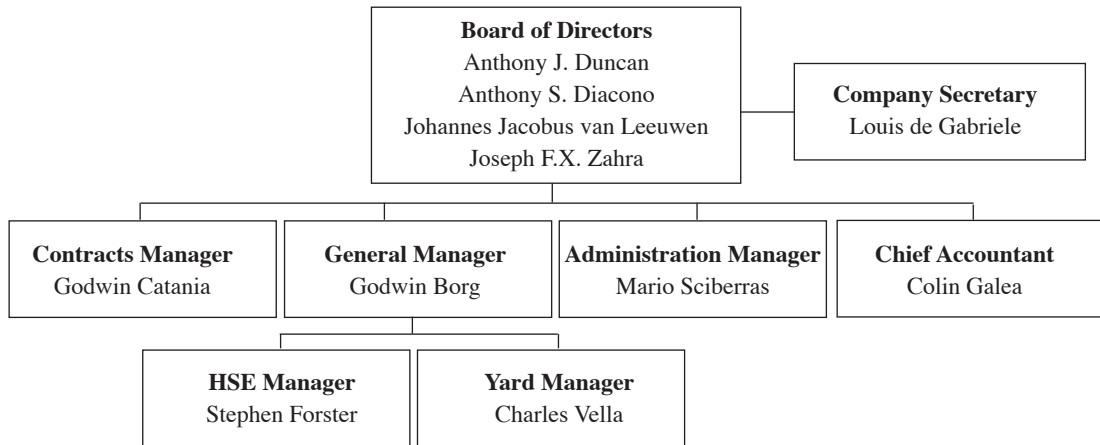 Board of Directors
Anthony J. Duncan
Anthony S. Diacono
Johannes Jacobus van Leeuwen
Joseph F.X. Zahra
Company Secretary
Louis de Gabriele
Contracts Manager
Godwin Catania
General Manager
Godwin Borg
Administration Manager
Mario Sciberras
Chief Accountant
Colin Galea
HSE Manager
Stephen Forster
Yard Manager
Charles Vella